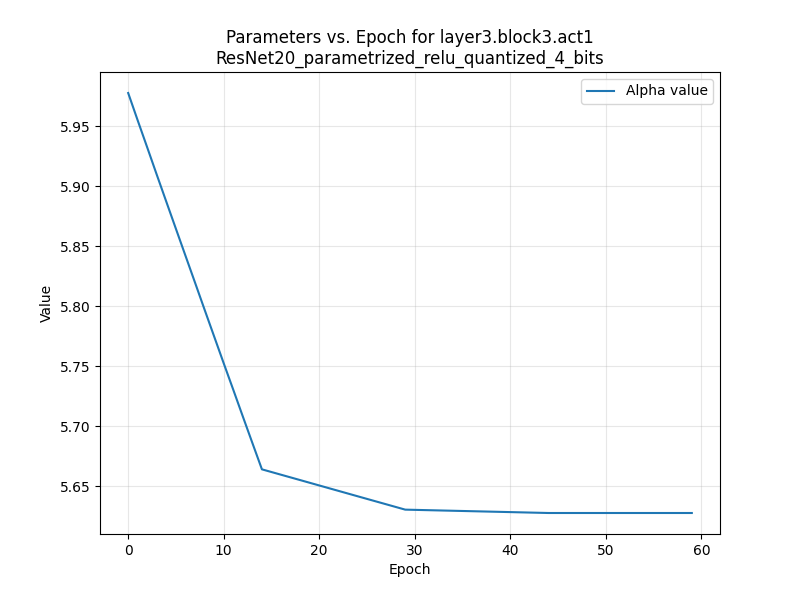 Parameters vs. Epoch for layer3.block3.act1
ResNet20_parametrized_relu_quantized_4_bits
Alpha value
5.95
5.90
5.85
5.80
5.75
5.70
5.65
Value
0
10
20
30
40
50
60
Epoch